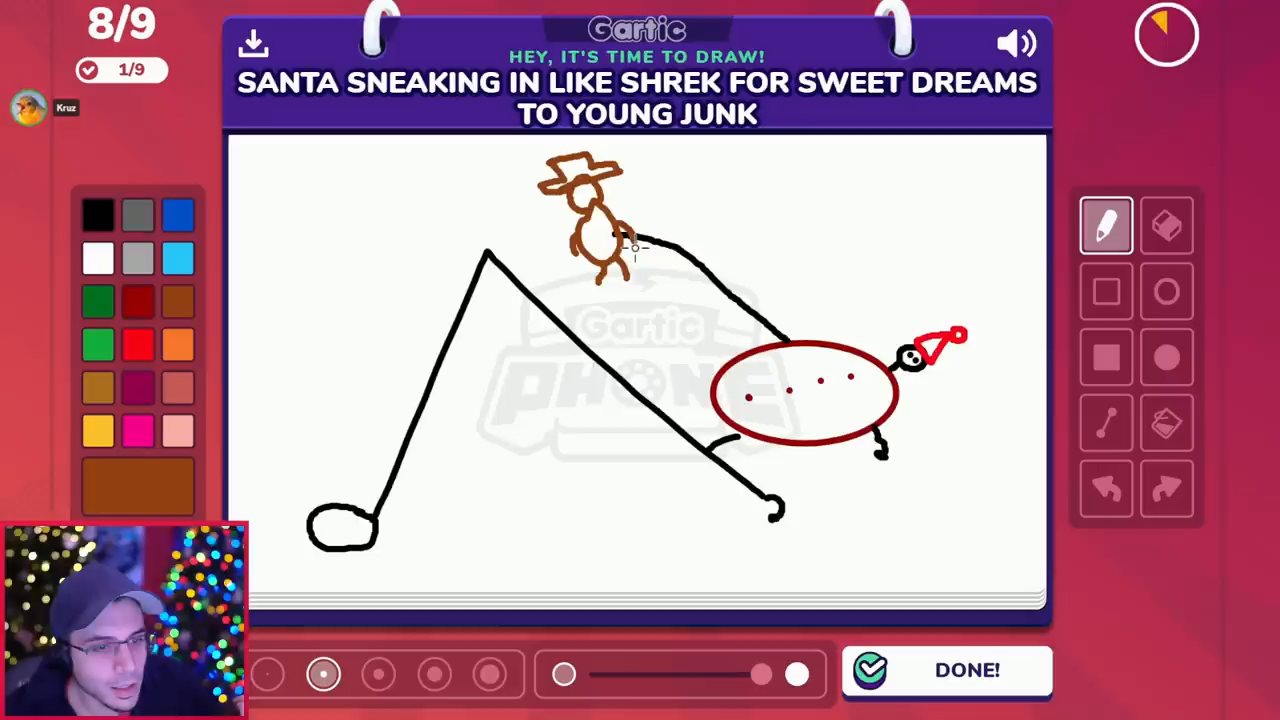 8/9
1/9
Kruz
Gartic
HEY, IT'S TIME TO DRAW!
SANTA SNEAKING IN LIKE SHREK FOR SWEET DREAMS
TO YOUNG JUNK
Gartic
PHONE
DONE!